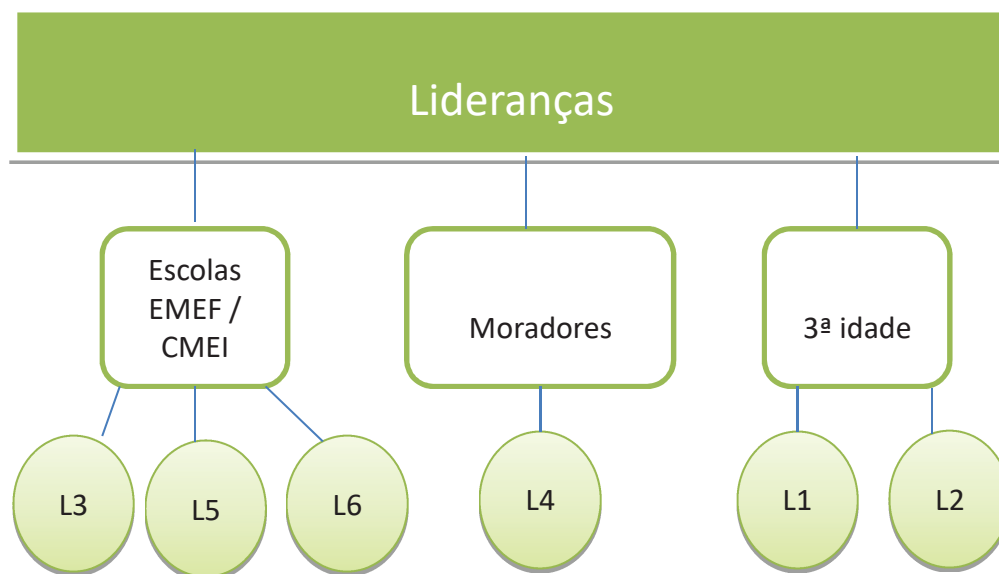 Lideranças
Escolas
EMEF /
CMEI
Moradores
3ª idade
L3
L5
L6
L4
L1
L2